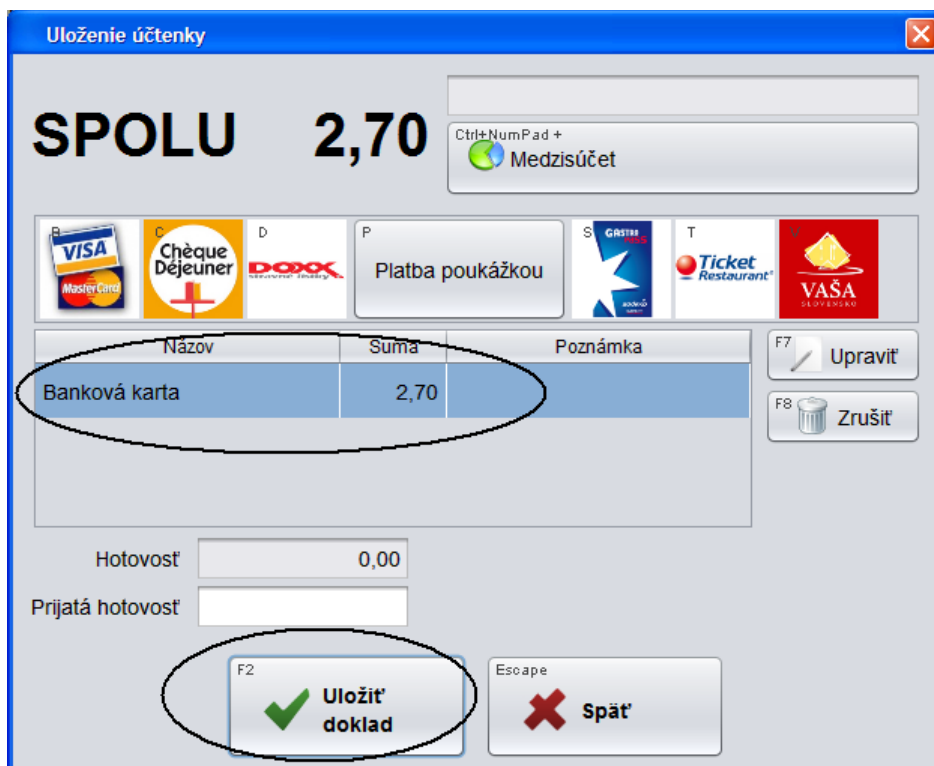 Uloženie účtenky
SPOLU 2,70
Ctrl+NumPad +
Medzisúčet
B
VISA
MasterCard
C
Chèque
Déjeuner
D
DOXX
P
Platba poukážkou
S
GASTRO
PASS
sodexo
T
Ticket
Restaurant
V
VAŠA
SLOVENSKO
Názov Suma Poznámka
Banková karta 2,70
F7
Upraviť
F8
Zrušiť
Hotovosť 0,00
Prijatá hotovosť
F2
Uložiť
doklad
Escape
Späť